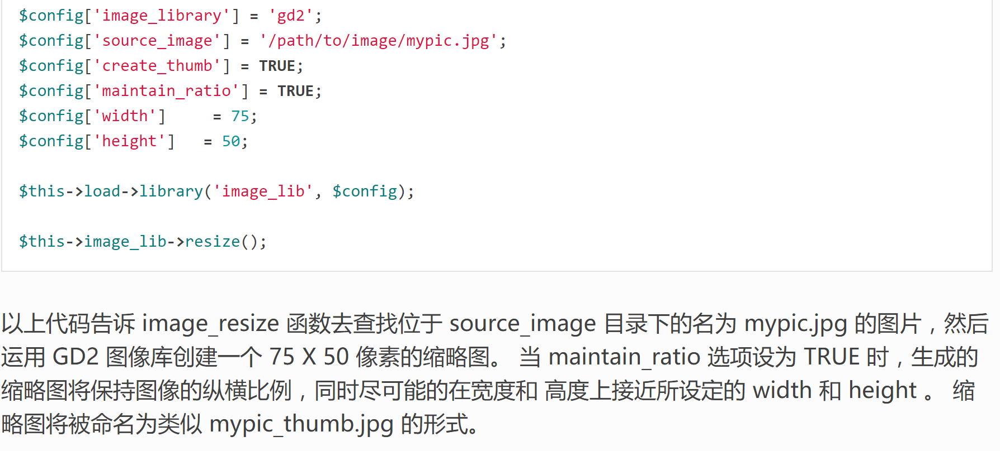 $config['image_library'] = 'gd2';
$config['source_image'] = '/path/to/image/mypic.jpg';
$config['create_thumb'] = TRUE;
$config['maintain_ratio'] = TRUE;
$config['width']     = 75;
$config['height']   = 50;
$this->load->library('image_lib', $config);
$this->image_lib->resize();
以上代码告诉 image_resize 函数去查找位于 source_image 目录下的名为 mypic.jpg 的图片，然后
运用 GD2 图像库创建一个 75 X 50 像素的缩略图。 当 maintain_ratio 选项设为 TRUE 时，生成的
缩略图将保持图像的纵横比例，同时尽可能的在宽度和 高度上接近所设定的 width 和 height 。 缩
略图将被命名为类似 mypic_thumb.jpg 的形式。